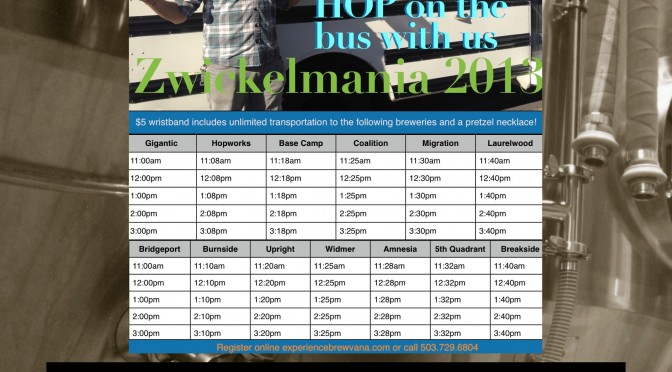 HOP on the
bus with us
Zwickelmania 2013
$5 wristband includes unlimited transportation to the following breweries and a pretzel necklace!
Gigantic Hopworks Base Camp Coalition Migration Laurelwood
11:00am 11:08am 11:18am 11:25am 11:30am 11:40am
12:00pm 12:08pm 12:18pm 12:25pm 12:30pm 12:40pm
1:00pm 1:08pm 1:18pm 1:25pm 1:30pm 1:40pm
2:00pm 2:08pm 2:18pm 2:25pm 2:30pm 2:40pm
3:00pm 3:08pm 3:18pm 3:25pm 3:30pm 3:40pm
Bridgeport Burnside Upright Widmer Amnesia 5th Quadrant Breakside
11:00am 11:10am 11:20am 11:25am 11:28am 11:32am 11:40am
12:00pm 12:10pm 12:20pm 12:25pm 12:28pm 12:32pm 12:40pm
1:00pm 1:10pm 1:20pm 1:25pm 1:28pm 1:32pm 1:40pm
2:00pm 2:10pm 2:20pm 2:25pm 2:28pm 2:32pm 2:40pm
3:00pm 3:10pm 3:20pm 3:25pm 3:28pm 3:32pm 3:40pm
Register online experiencebrewvana.com or call 503.729.6804